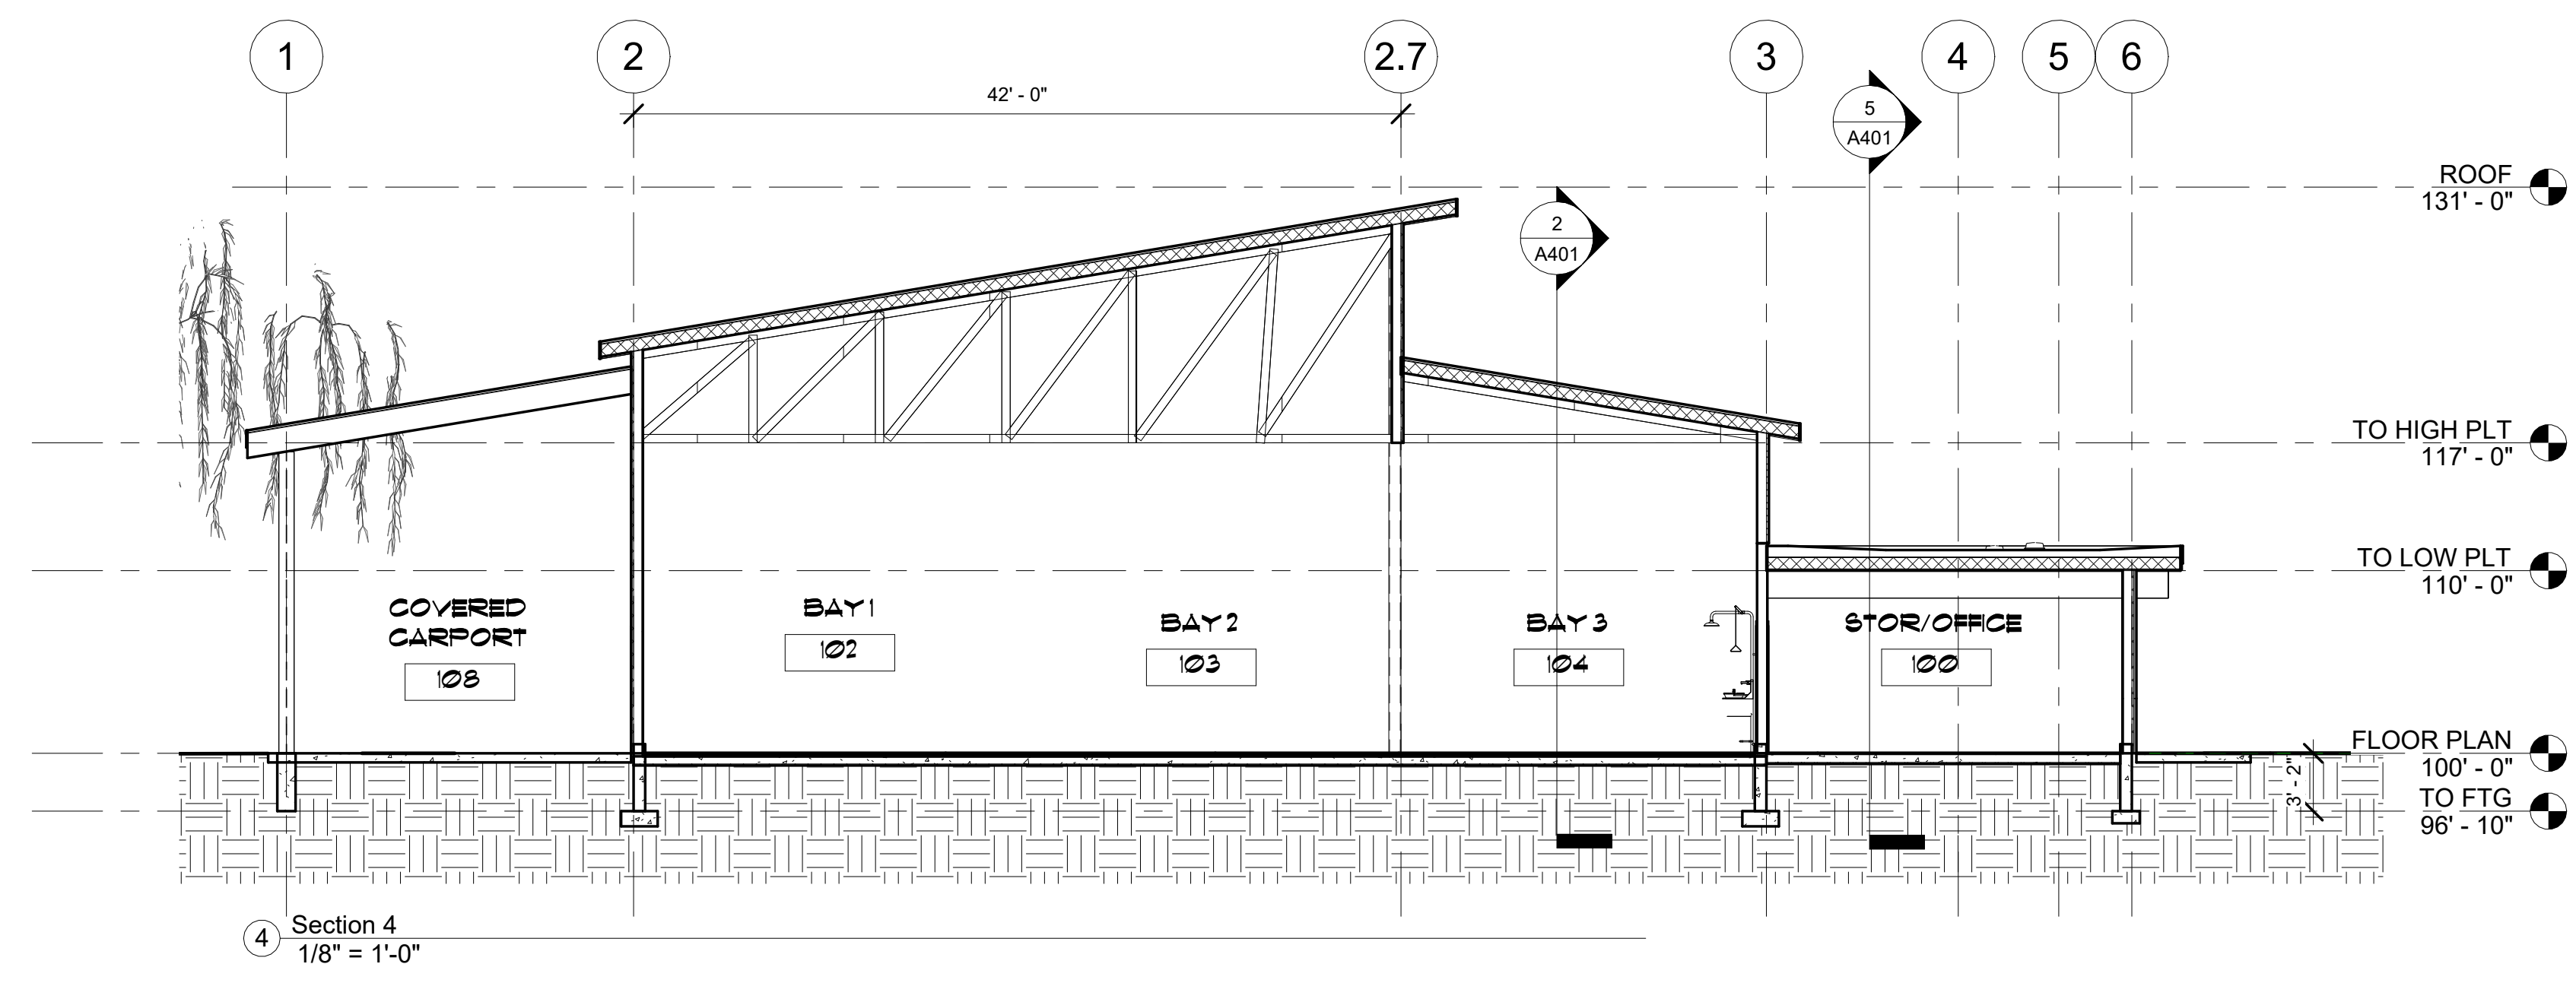 1
2
2.7
3
4
5
6
42' - 0"
5
A401
2
A401
ROOF
131' - 0"
TO HIGH PLT
117' - 0"
TO LOW PLT
110' - 0"
COVERED
CARPORT
108
BAY 1
102
BAY 2
103
BAY 3
104
STOR/OFFICE
100
FLOOR PLAN
100' - 0"
3' - 2"
TO FTG
96' - 10"
4
Section 4
1/8" = 1'-0"